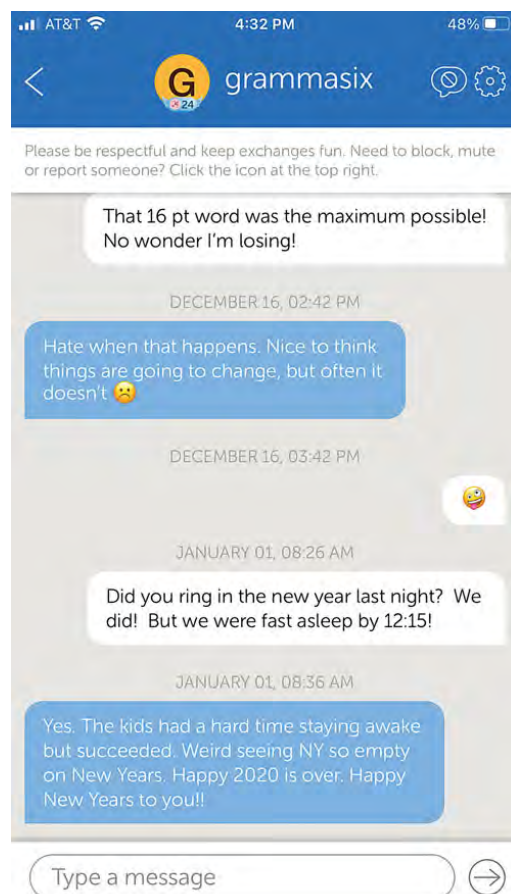 AT&T 4:32 PM 48%
G grammasix
24
Please be respectful and keep exchanges fun. Need to block, mute
or report someone? Click the icon at the top right.
That 16 pt word was the maximum possible!
No wonder I'm losing!
DECEMBER 16, 02:42 PM
Hate when that happens. Nice to think
things are going to change, but often it
doesn't ☹️
DECEMBER 16, 03:42 PM
🤪
JANUARY 01, 08:26 AM
Did you ring in the new year last night?  We
did!  But we were fast asleep by 12:15!
JANUARY 01, 08:36 AM
Yes. The kids had a hard time staying awake
but succeeded. Weird seeing NY so empty
on New Years. Happy 2020 is over. Happy
New Years to you!!
Type a message